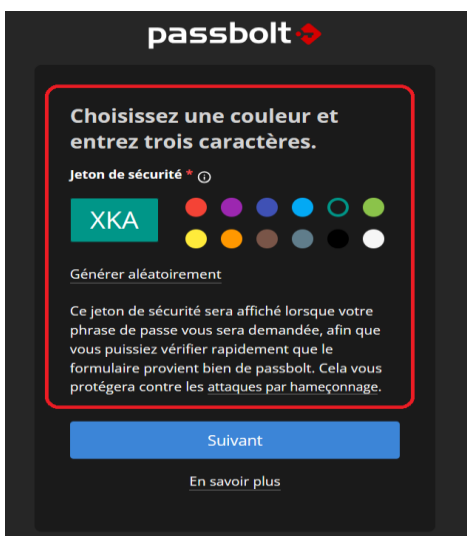 passbolt
Choisissez une couleur et
entrez trois caractères.
Jeton de sécurité *
XKA
Générer aléatoirement
Ce jeton de sécurité sera affiché lorsque votre
phrase de passe vous sera demandée, afin que
vous puissiez vérifier rapidement que le
formulaire provient bien de passbolt. Cela vous
protégera contre les attaques par hameçonnage.
Suivant
En savoir plus